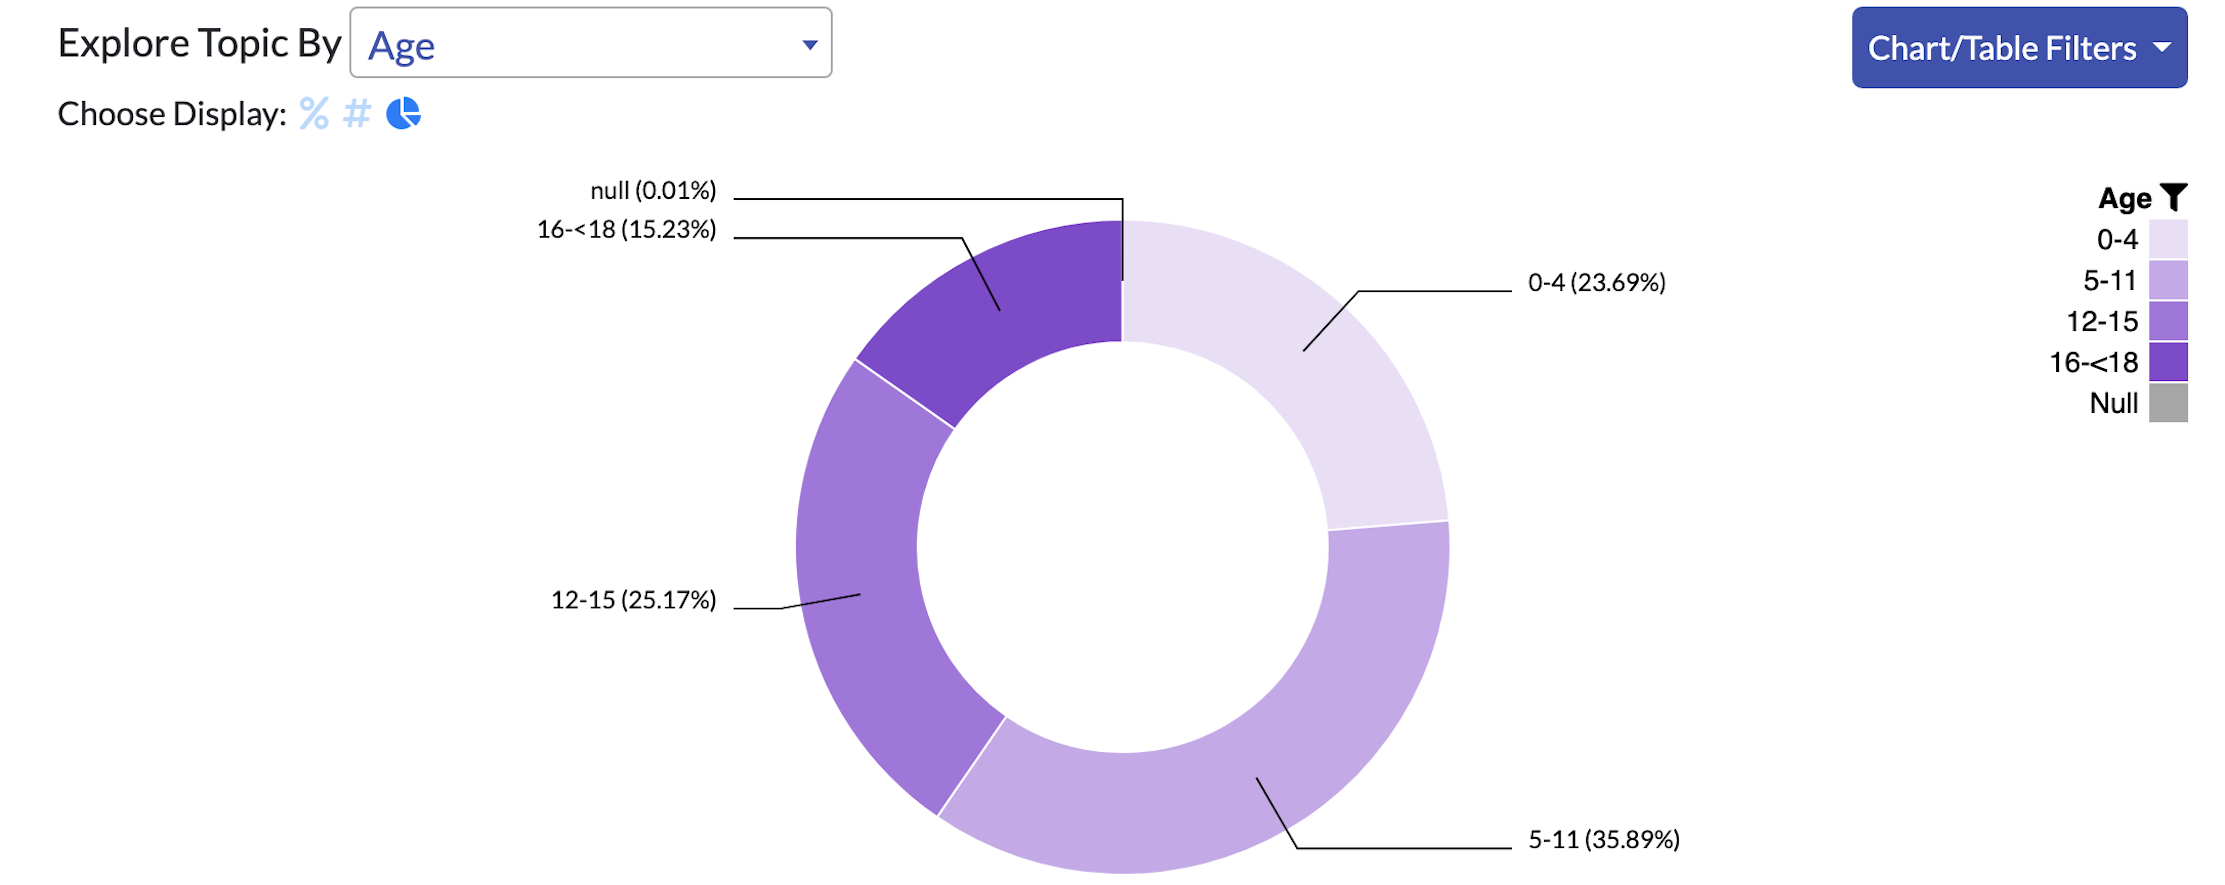 Explore Topic By Age
Chart/Table Filters
Choose Display: % #
null (0.01%)
16-<18 (15.23%)
0-4 (23.69%)
12-15 (25.17%)
5-11 (35.89%)
Age
0-4
5-11
12-15
16-<18
Null